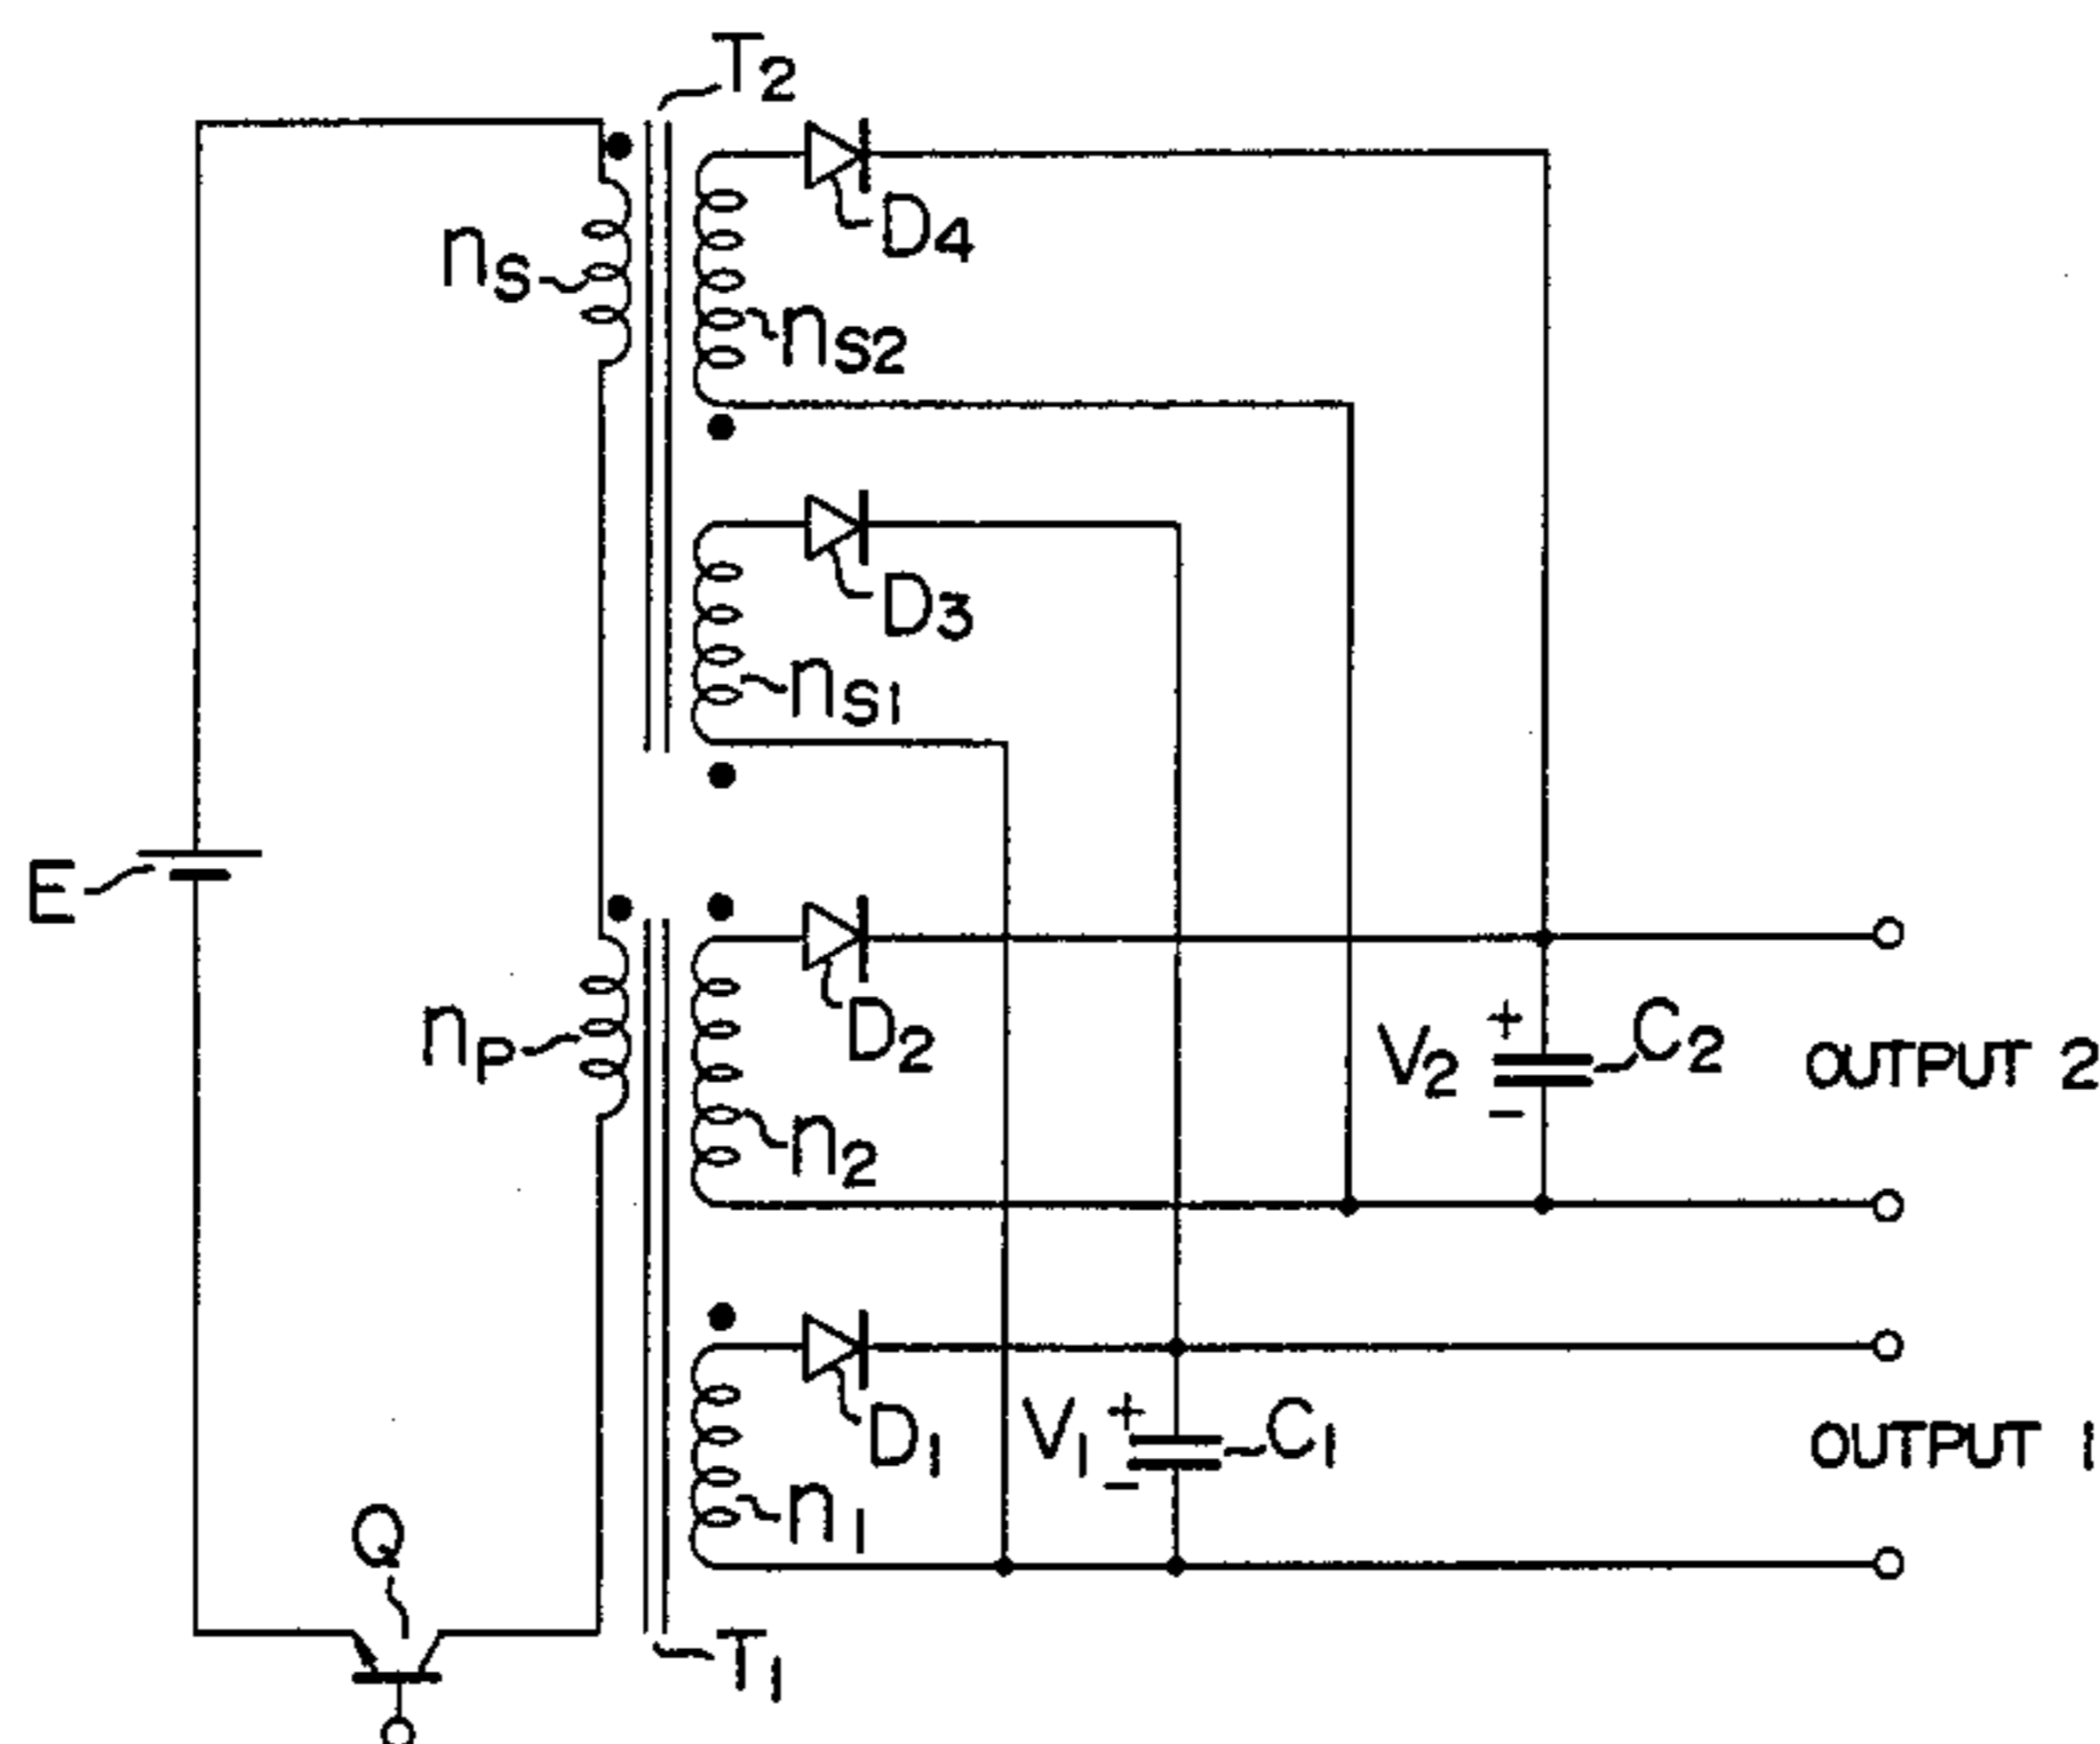 T2
D4
nS
nS2
D3
nS1
E
D2
nP
V2
+
-
C2
OUTPUT 2
n2
D1
V1
+
-
C1
OUTPUT 1
n1
Q
T1